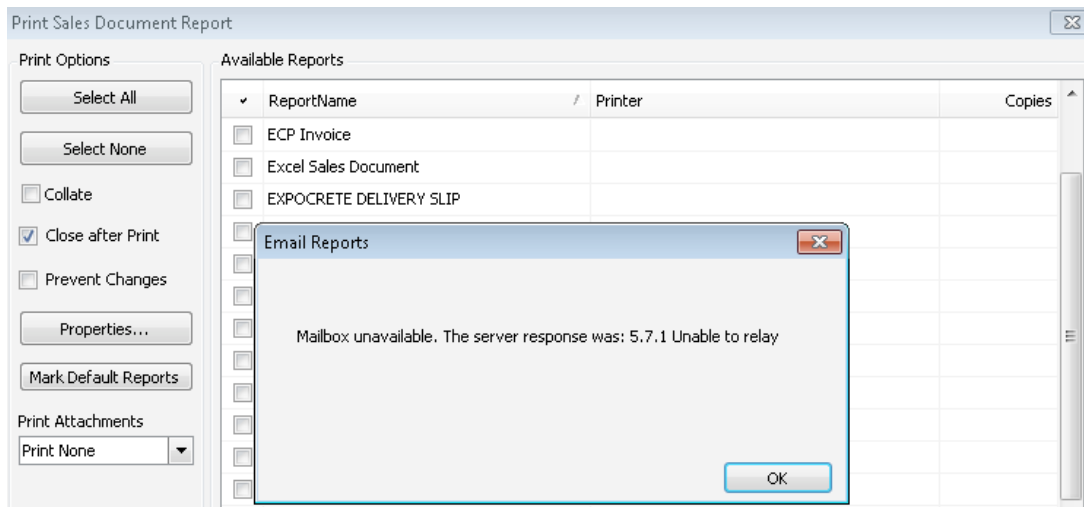 Print Sales Document Report
Print Options
Available Reports
Select All
Select None
Collate
Close after Print
Prevent Changes
Properties...
Mark Default Reports
Print Attachments
Print None
ReportName
Printer
Copies
ECP Invoice
Excel Sales Document
EXPOCRETE DELIVERY SLIP
Email Reports
Mailbox unavailable. The server response was: 5.7.1 Unable to relay
OK